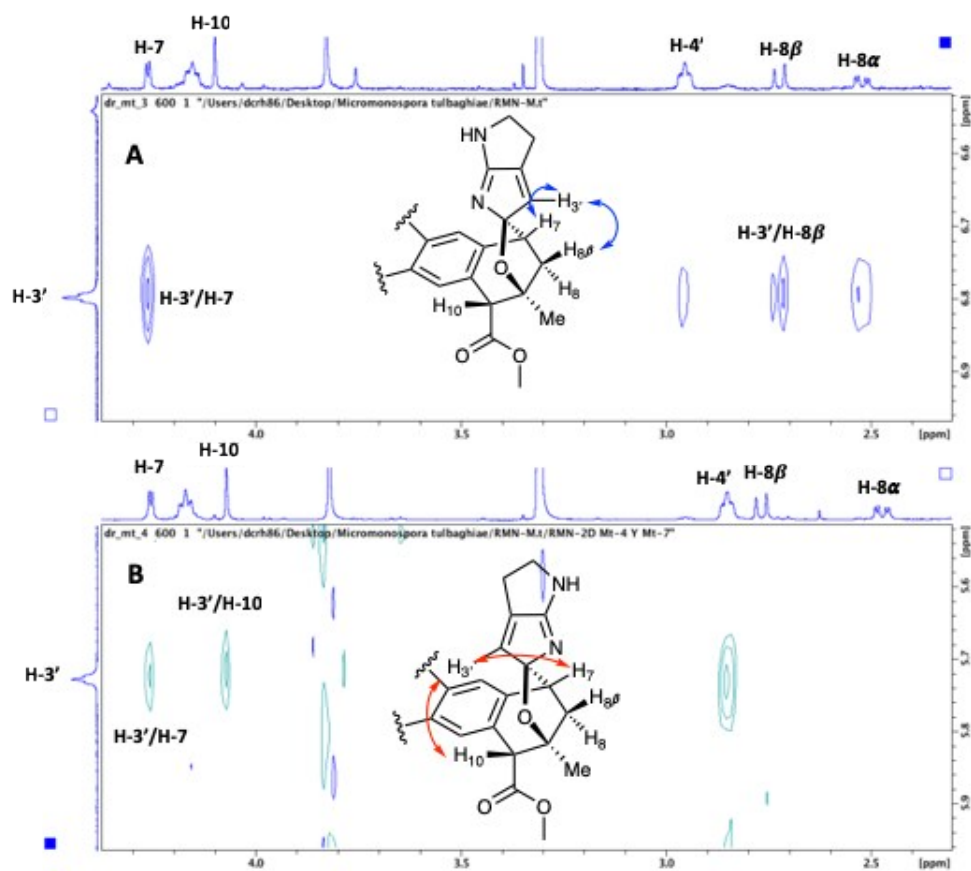 H-10
H-7
H-4′
H-8β
H-8α
dr_mt_3 600 1 "/Users/dcrh86/Desktop/Micromonospora tulbaghiae/RMN-M.t"
A
HN
N
H3′
H7
H8β
O
H8
H10
Me
O
O
H-3′
H-3′/H-7
H-3′/H-8β
6.6
6.7
6.8
6.9
[ppm]
4.0
3.5
3.0
2.5
[ppm]
H-10
H-7
H-4′
H-8β
H-8α
dr_mt_4 600 1 "/Users/dcrh86/Desktop/Micromonospora tulbaghiae/RMN-M.t/RMN-2D Mt-4 Y Mt-7"
B
H-3′/H-10
NH
N
H3′
H7
H8β
O
H8
H10
Me
O
O
H-3′
H-3′/H-7
5.6
5.7
5.8
5.9
[ppm]
4.0
3.5
3.0
2.5
[ppm]